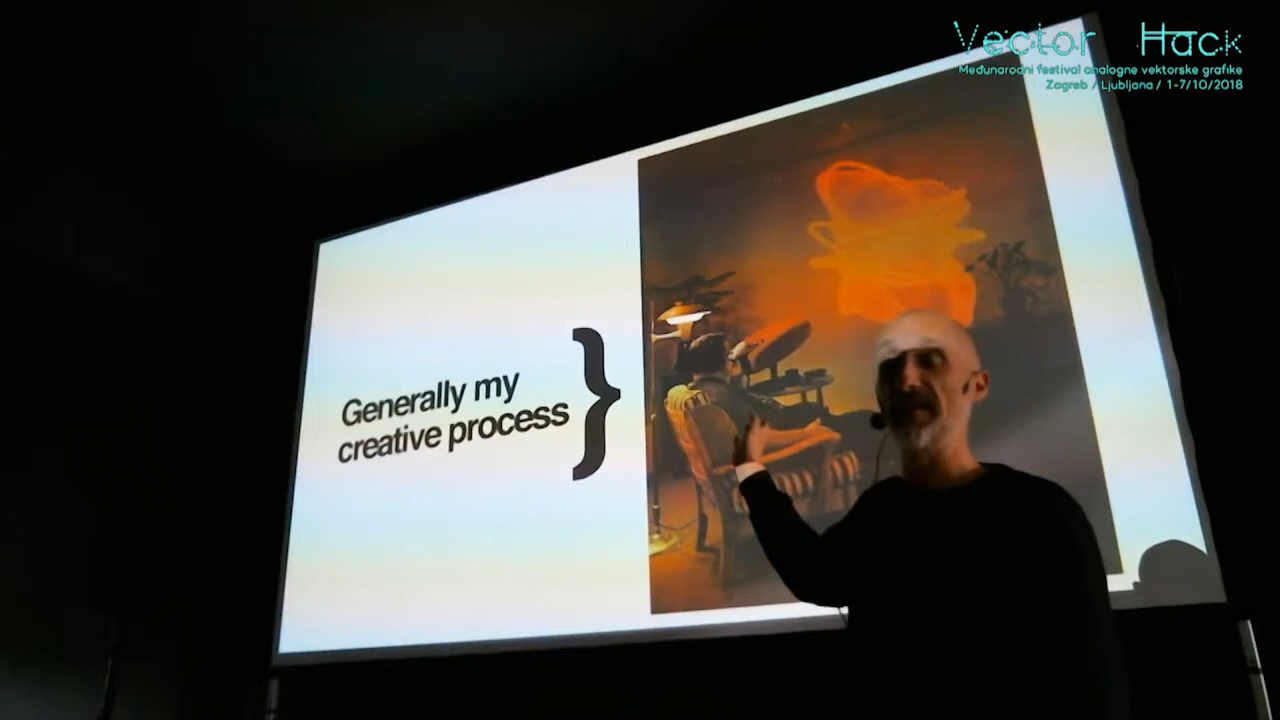 Vector Hack
Međunarodni festival analogne vektorske grafike
Zagreb / Ljubljana / 1-7/10/2018
Generally my
creative process }